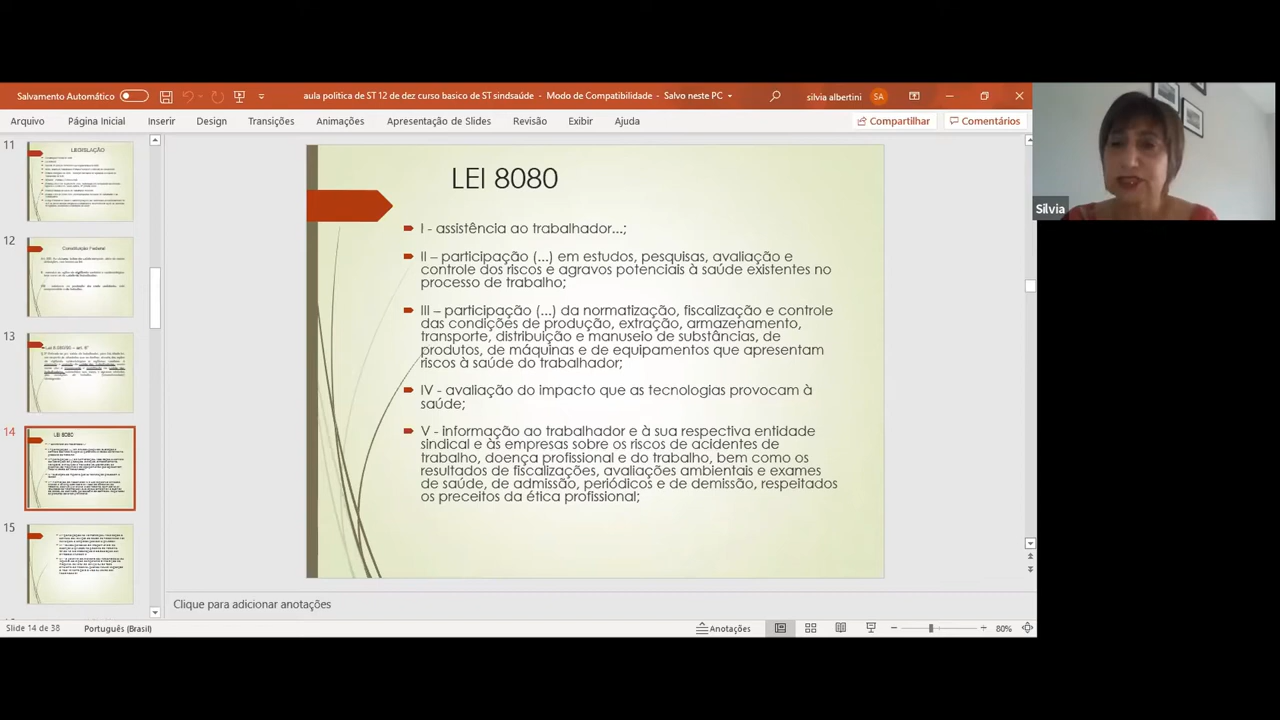 Salvamento Automático
aula politica de ST 12 de dez curso basico de ST sindsaúde - Modo de Compatibilidade - Salvo neste PC
silvia albertini
SA
Arquivo
Página Inicial
Inserir
Design
Transições
Animações
Apresentação de Slides
Revisão
Exibir
Ajuda
Compartilhar
Comentários
Silvia
11
LEGISLAÇÃO
12
Constituição Federal
13
14
LEI 8080
15
LEI 8080
I - assistência ao trabalhador...;
II – participação (...) em estudos, pesquisas, avaliação e
controle dos riscos e agravos potenciais à saúde existentes no
processo de trabalho;
III – participação (...) da normatização, fiscalização e controle
das condições de produção, extração, armazenamento,
transporte, distribuição e manuseio de substâncias, de
produtos, de máquinas e de equipamentos que apresentam
riscos à saúde do trabalhador;
IV - avaliação do impacto que as tecnologias provocam à
saúde;
V - informação ao trabalhador e à sua respectiva entidade
sindical e às empresas sobre os riscos de acidentes de
trabalho, doença profissional e do trabalho, bem como os
resultados de fiscalizações, avaliações ambientais e exames
de saúde, de admissão, periódicos e de demissão, respeitados
os preceitos da ética profissional;
Clique para adicionar anotações
Slide 14 de 38
Português (Brasil)
Anotações
80%